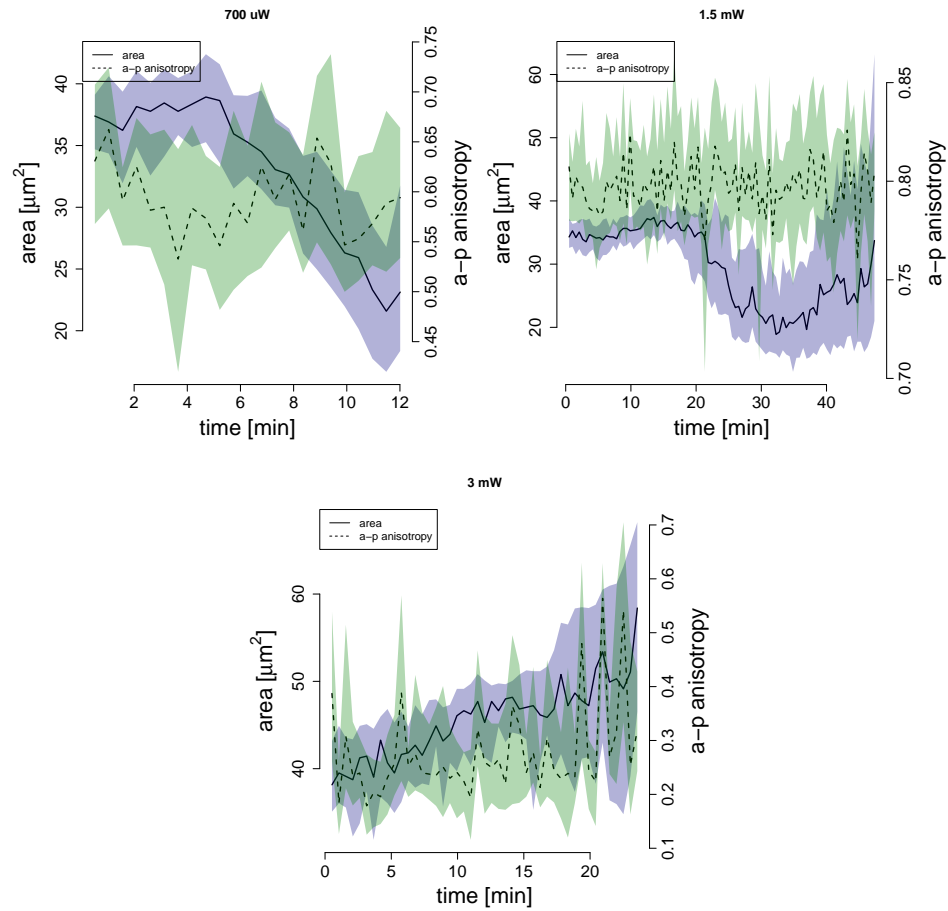 700 uW
area
a−p anisotropy
area [μm²]
20
25
30
35
40
a−p anisotropy
0.45
0.50
0.55
0.60
0.65
0.70
0.75
2
4
6
8
10
12
time [min]
1.5 mW
area
a−p anisotropy
area [μm²]
20
30
40
50
60
a−p anisotropy
0.70
0.75
0.80
0.85
0
10
20
30
40
time [min]
3 mW
area
a−p anisotropy
area [μm²]
40
50
60
a−p anisotropy
0.1
0.2
0.3
0.4
0.5
0.6
0.7
0
5
10
15
20
time [min]